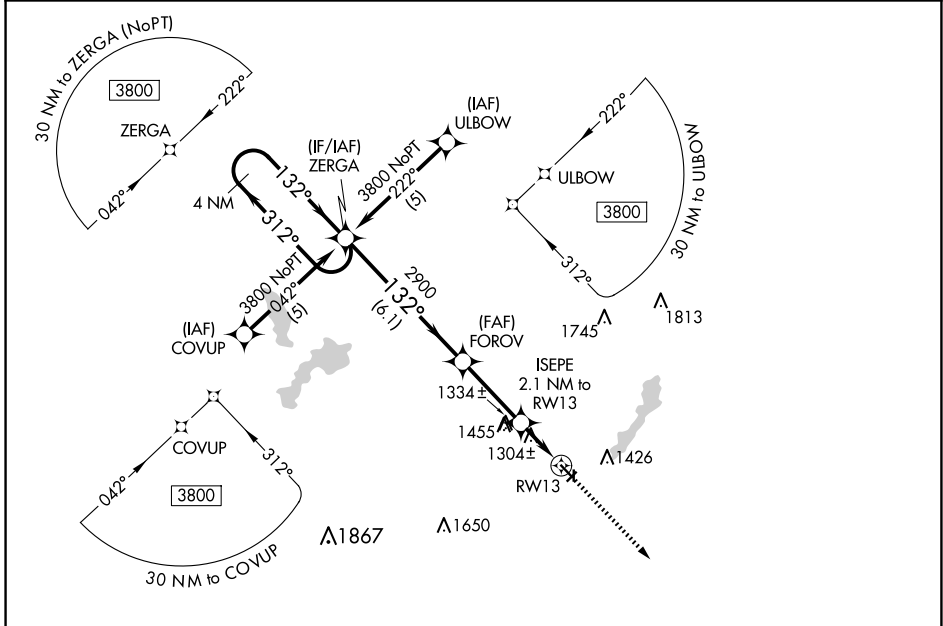 30 NM to ZERGA (NoPT)
3800
222°
ZERGA
042°
(IAF)
ULBOW
(IF/IAF)
ZERGA
3800 NoPT
222°
(5)
132°
4 NM
312°
3800 NoPT
042°
(5)
(IAF)
COVUP
222°
ULBOW
3800
312°
30 NM to ULBOW
1745
1813
2900
132°
(6.1)
(FAF)
FOROV
ISEPE
2.1 NM to
RW13
1334±
1455
1304±
1426
RW13
COVUP
042°
312°
3800
30 NM to COVUP
1867
1650